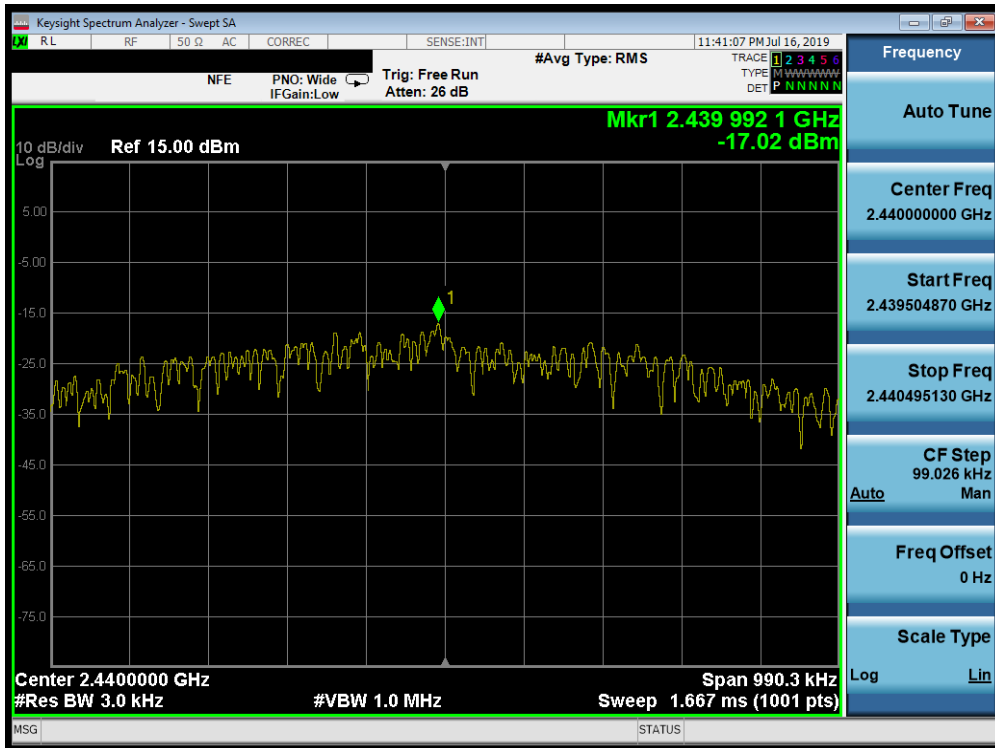 Keysight Spectrum Analyzer - Swept SA
LXI RL RF 50 Ω AC CORREC SENSE:INT 11:41:07 PM Jul 16, 2019
#Avg Type: RMS
TRACE 1 2 3 4 5 6
TYPE M W W W W W
DET P N N N N N
NFE PNO: Wide Trig: Free Run
IFGain:Low Atten: 26 dB
Mkr1 2.439 992 1 GHz
-17.02 dBm
10 dB/div Ref 15.00 dBm
Log
5.00
-5.00
1
-15.0
-25.0
-35.0
-45.0
-55.0
-65.0
-75.0
Center 2.4400000 GHz Span 990.3 kHz
#Res BW 3.0 kHz #VBW 1.0 MHz Sweep 1.667 ms (1001 pts)
MSG STATUS
Frequency
Auto Tune
Center Freq
2.440000000 GHz
Start Freq
2.439504870 GHz
Stop Freq
2.440495130 GHz
CF Step
99.026 kHz
Auto Man
Freq Offset
0 Hz
Scale Type
Log Lin